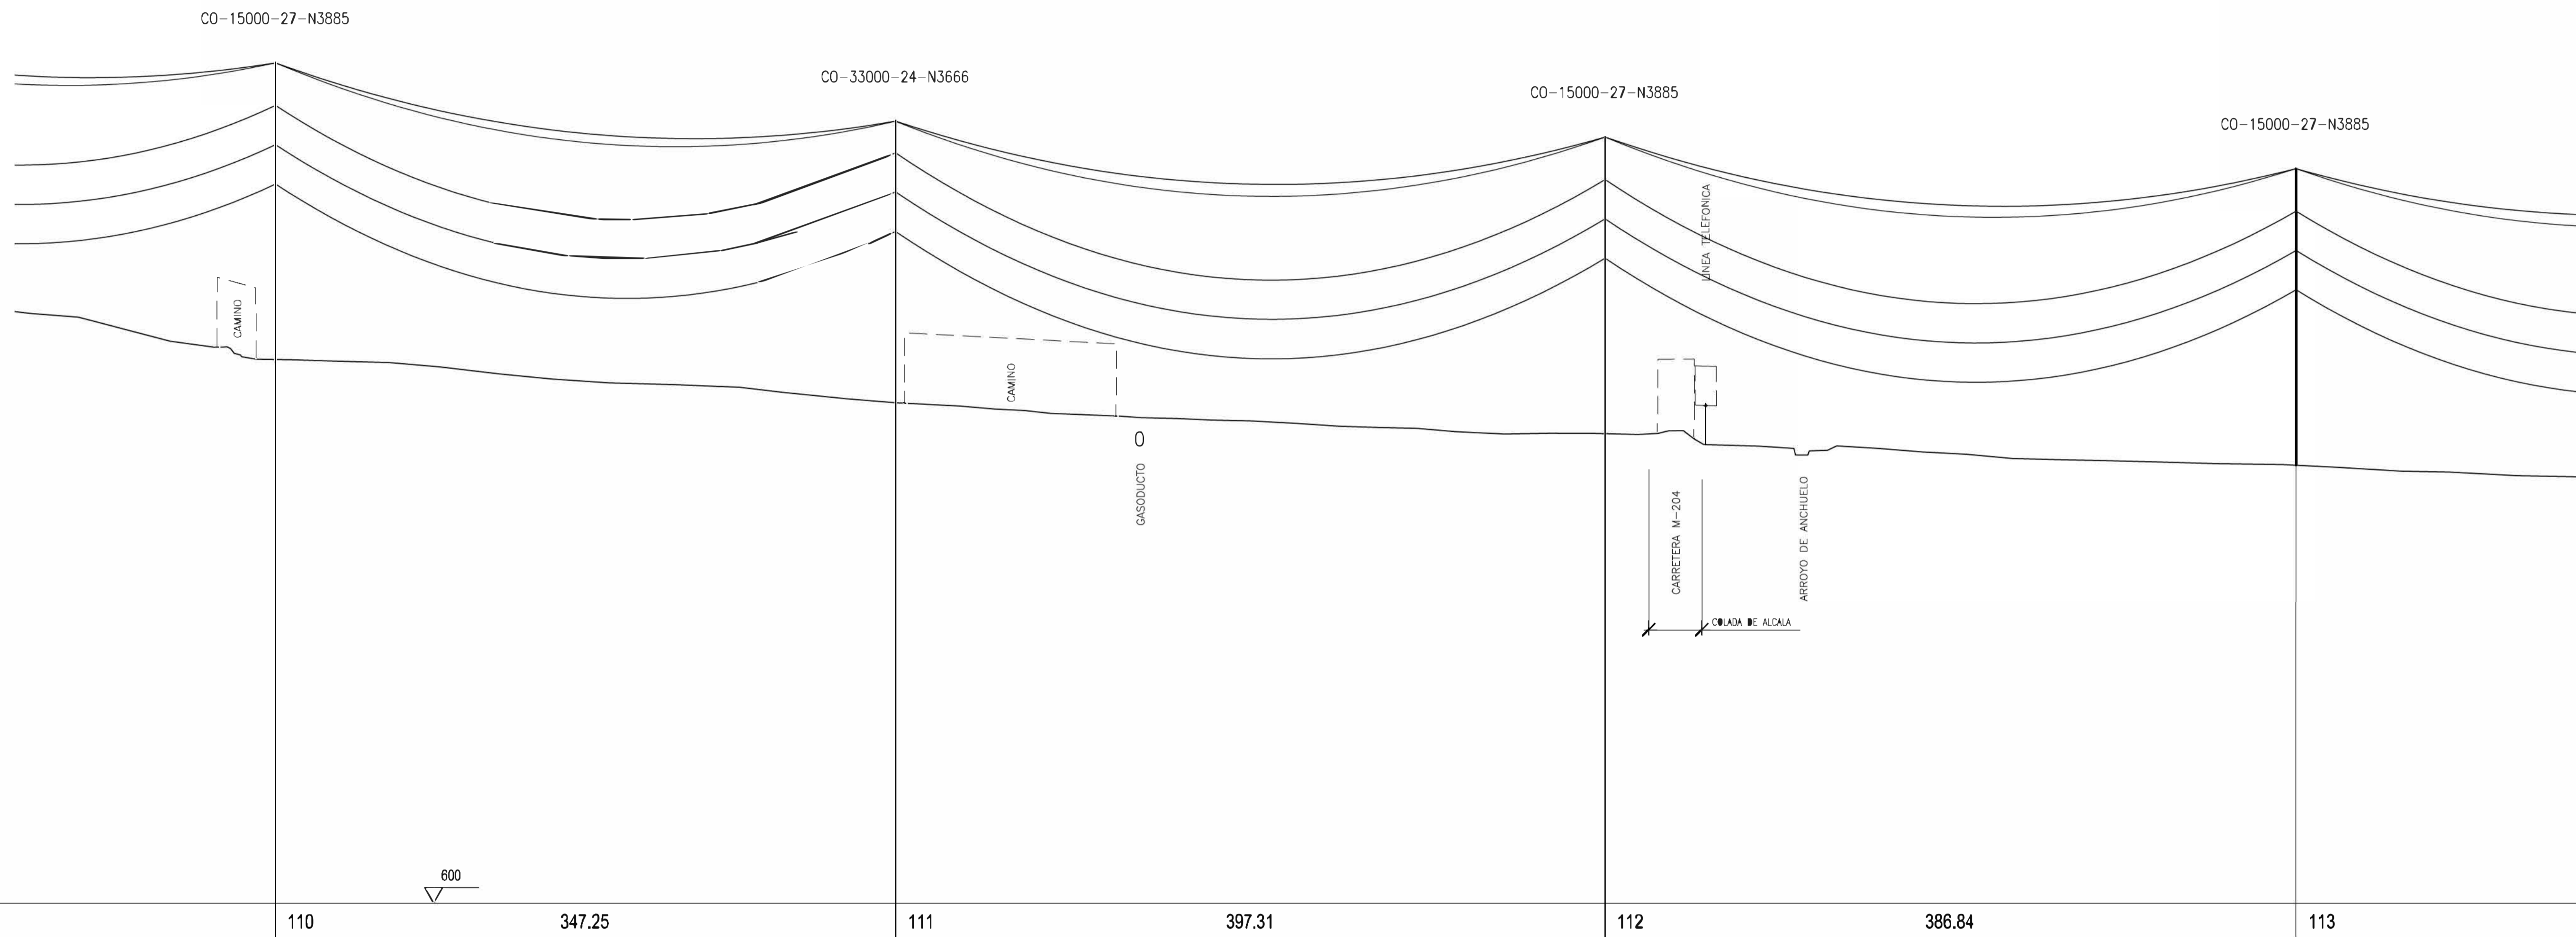 CO-15000-27-N3885
CO-33000-24-N3666
CO-15000-27-N3885
CO-15000-27-N3885
LINEA TELEFONICA
CAMINO
CAMINO
GASODUCTO
CARRETERA M-204
ARROYO DE ANCHUELO
COLADA DE ALCALA
600
110
347.25
111
397.31
112
386.84
113